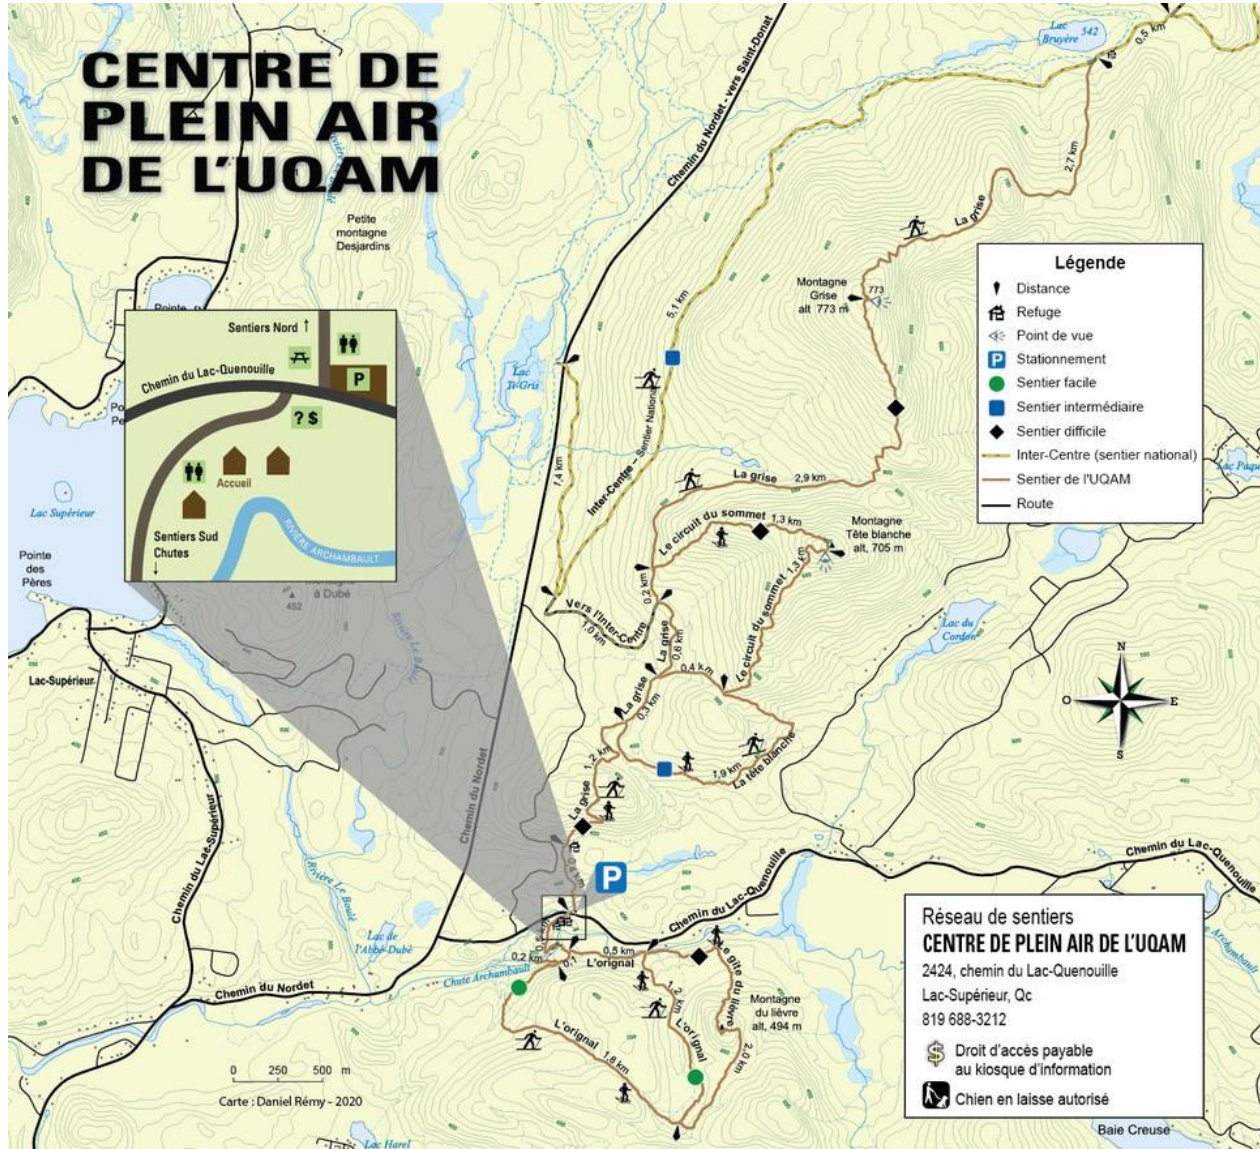 CENTRE DE
PLEIN AIR
DE L'UQAM
Lac
Bruyère
542
0,5 km
Chemin du Nordet - vers Saint-Donat
Petite
montagne
Desjardins
2,7 km
La grise
Légende
Distance
Refuge
Point de vue
P Stationnement
Sentier facile
Sentier intermédiaire
Sentier difficile
Inter-Centre (sentier national)
Sentier de l'UQAM
Route
Montagne
Grise
alt 773 m
773
5,1 km
Inter-Centre – Sentier National
1,4 km
Lac
Ti-Gris
Pointe
Sentiers Nord ↑
Chemin du Lac-Quenouille
P
? $
Accueil
Sentiers Sud
Chutes
↓
RIVIÈRE ARCHAMBAULT
Lac Supérieur
Pointe
des
Pères
à Dubé
452
Rivière Le Boulé
La grise 2,9 km
Le circuit du sommet 1,3 km
Montagne
Tête blanche
alt, 705 m
Le circuit du sommet 1,3 km
0,2 km
Vers l'Inter-Centre
1,0 km
La grise
0,6 km
0,4 km
La grise
0,3 km
Lac du
Cordon
N
O
E
S
Lac-Supérieur
Chemin du Lac-Supérieur
Chemin du Nordet
1,2 km
La grise
1,9 km
La tête blanche
0,4 km
P
Chemin du Lac-Quenouille
Chemin du Lac-Quenouille
Rivière Le Boulé
Lac de
l'Abbé-Dubé
Chemin du Nordet
Chute Archambault
0,2 km
0,1
0,5 km
L'orignal
Le gîte du lièvre
1,2 km
L'orignal
2,0 km
Montagne
du lièvre
alt, 494 m
L'orignal 1,8 km
0 250 500 m
Carte : Daniel Rémy - 2020
Lac Harel
Réseau de sentiers
CENTRE DE PLEIN AIR DE L'UQAM
2424, chemin du Lac-Quenouille
Lac-Supérieur, Qc
819 688-3212
$ Droit d'accès payable
au kiosque d'information
Chien en laisse autorisé
Baie Creuse